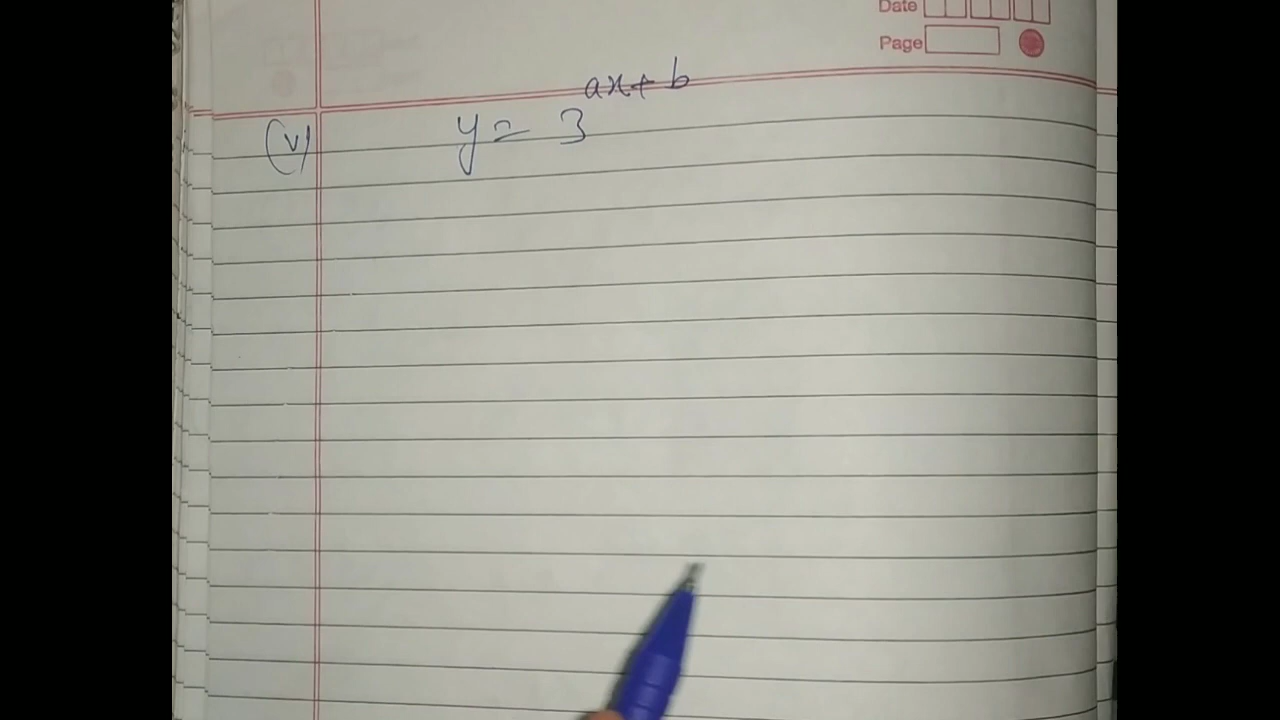 Date
Page
(v) y = 3^{ax+b}